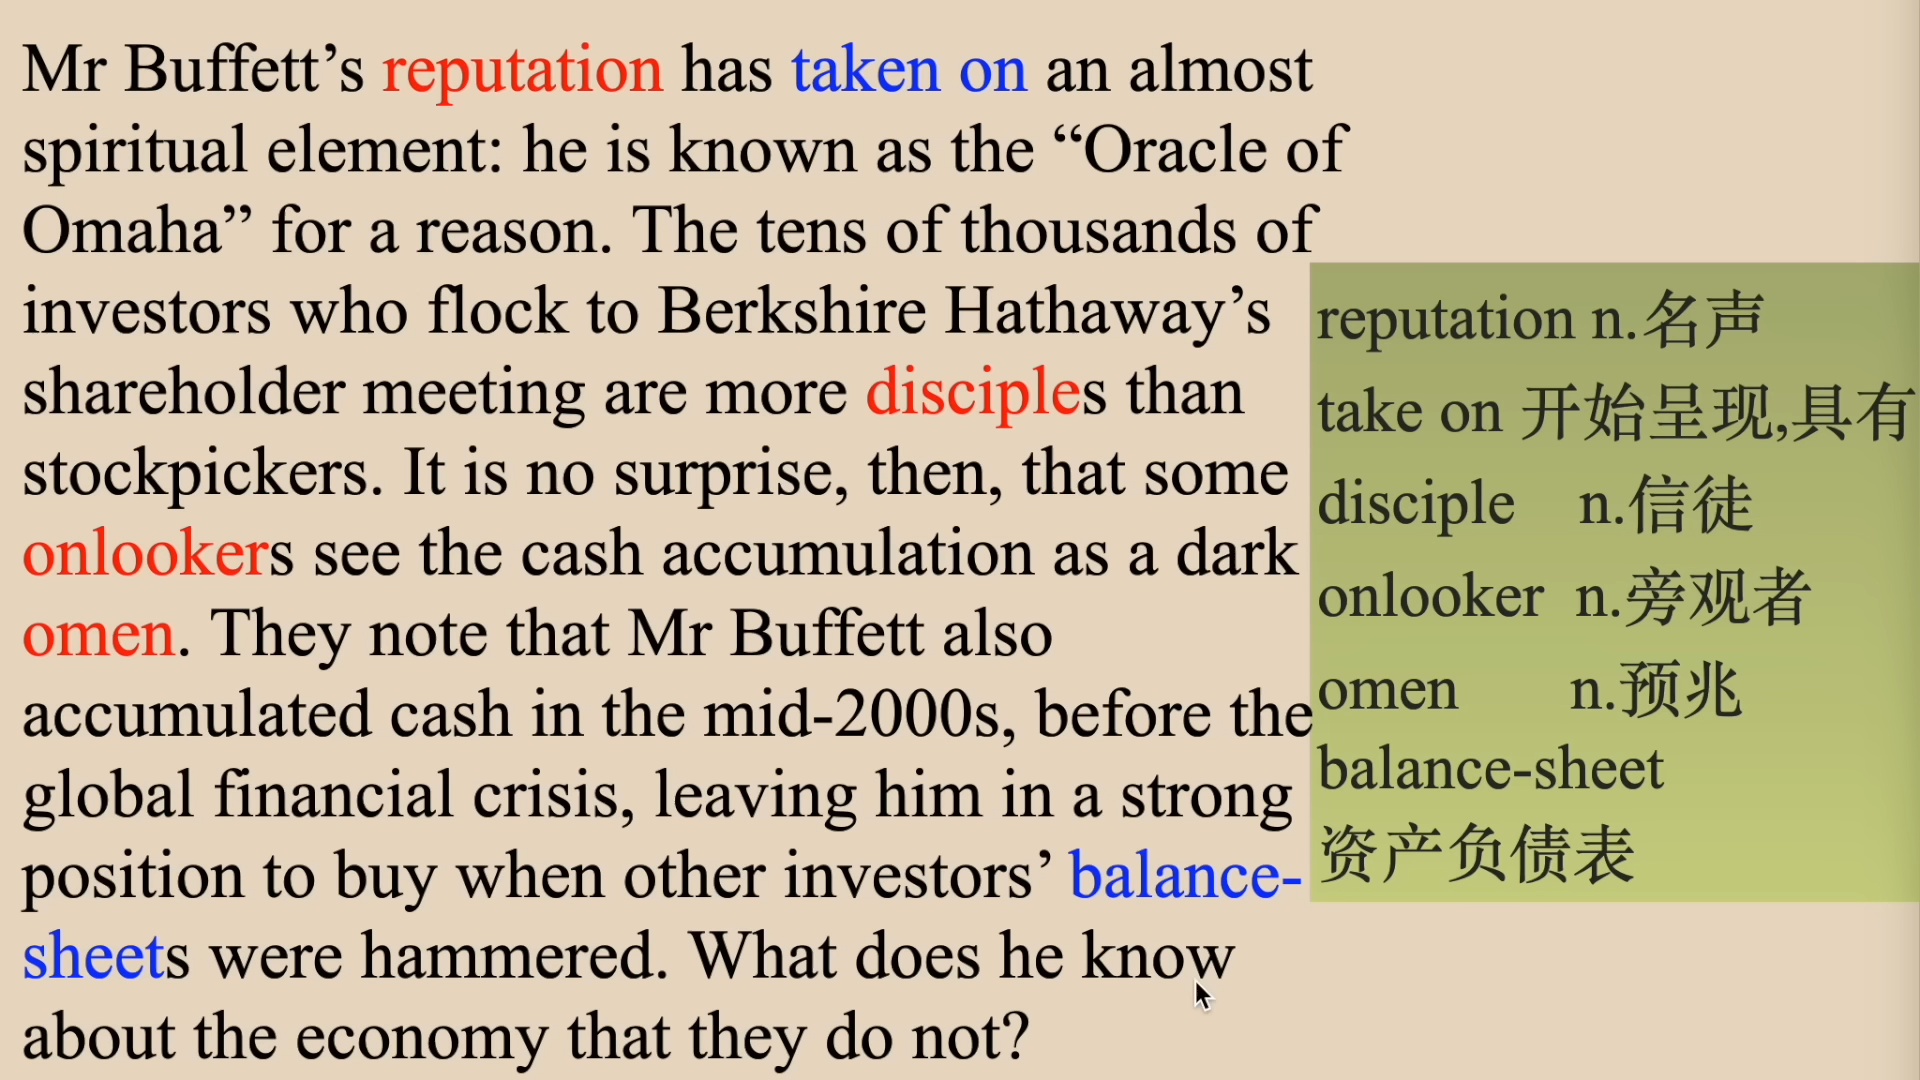 Mr Buffett’s reputation has taken on an almost
spiritual element: he is known as the “Oracle of
Omaha” for a reason. The tens of thousands of
investors who flock to Berkshire Hathaway’s
shareholder meeting are more disciples than
stockpickers. It is no surprise, then, that some
onlookers see the cash accumulation as a dark
omen. They note that Mr Buffett also
accumulated cash in the mid-2000s, before the
global financial crisis, leaving him in a strong
position to buy when other investors’ balance-
sheets were hammered. What does he know
about the economy that they do not?
reputation n.名声
take on 开始呈现,具有
disciple n.信徒
onlooker n.旁观者
omen n.预兆
balance-sheet
资产负债表